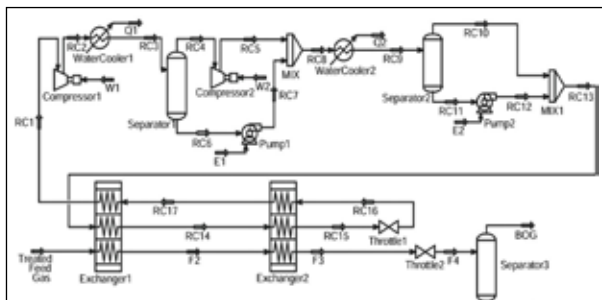 Q1
RC2
RC3
RC4
WaterCooler1
RC5
Compressor1
W1
Compressor2
W2
MIX
RC8
Q2
WaterCooler2
RC9
RC10
RC7
Separator1
RC6
Pump1
E1
Separator2
RC11
RC12
Pump2
E2
MIX1
RC13
RC1
RC17
RC16
RC14
RC15
Throttle1
BOG
Treated
Feed
Gas
F2
F3
Throttle2
F4
Exchanger1
Exchanger2
Separator3